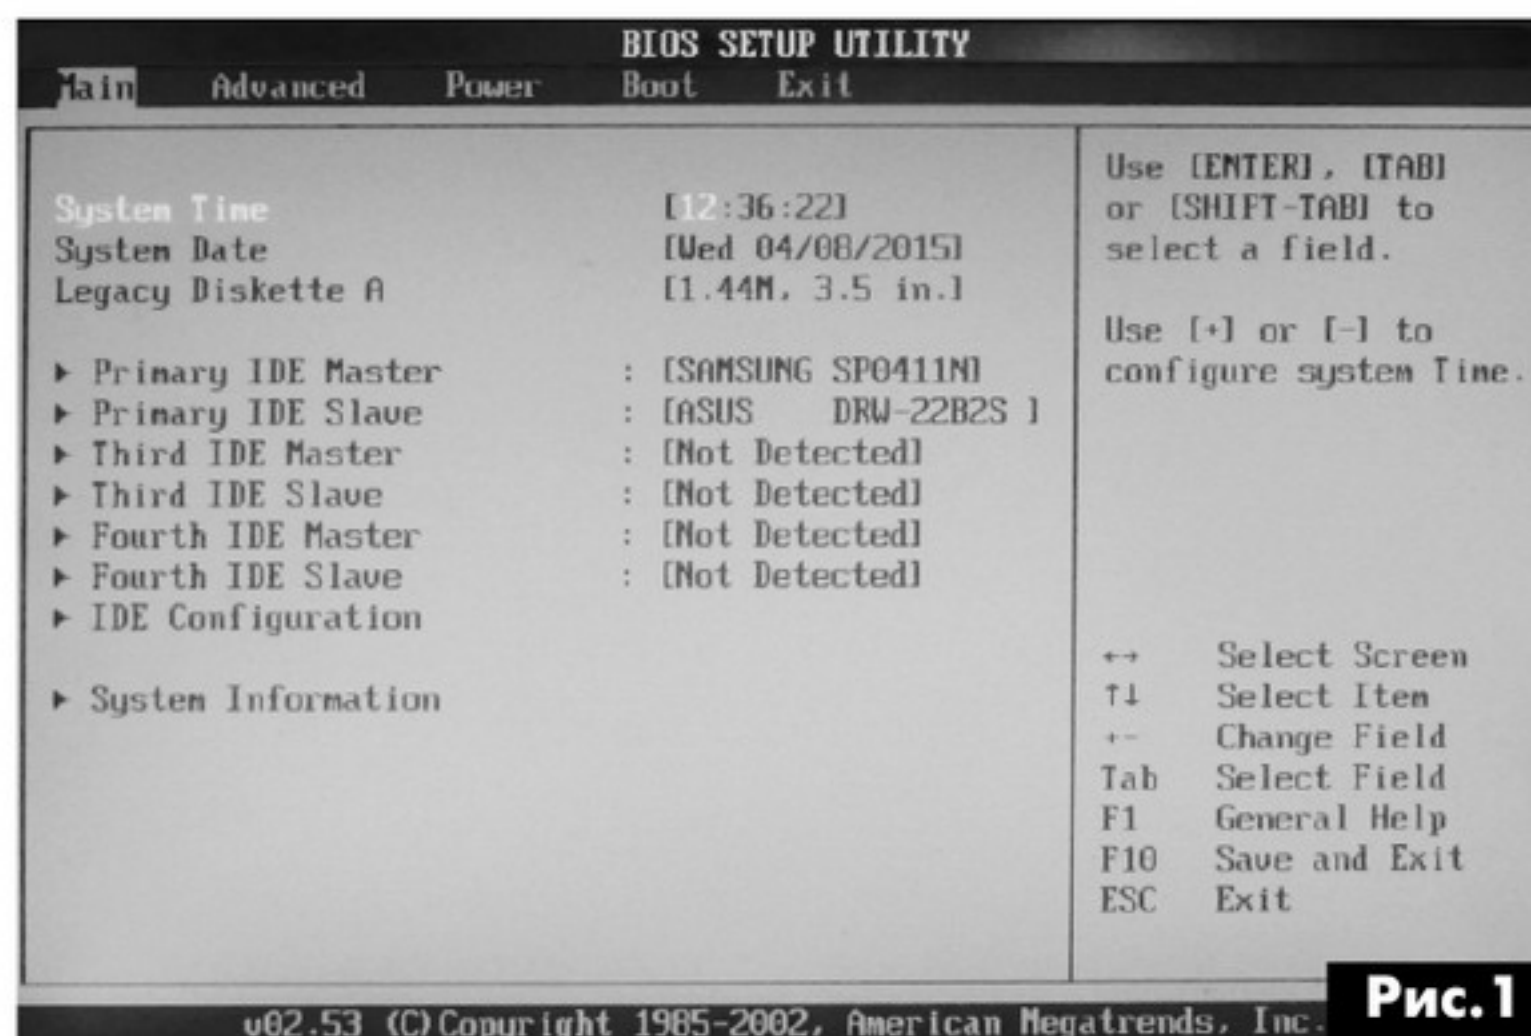 BIOS SETUP UTILITY
Main Advanced Power Boot Exit
System Time [12:36:22]
System Date [Wed 04/08/2015]
Legacy Diskette A [1.44M, 3.5 in.]
▶ Primary IDE Master : [SAMSUNG SP0411N]
▶ Primary IDE Slave : [ASUS DRW-22B2S ]
▶ Third IDE Master : [Not Detected]
▶ Third IDE Slave : [Not Detected]
▶ Fourth IDE Master : [Not Detected]
▶ Fourth IDE Slave : [Not Detected]
▶ IDE Configuration
▶ System Information
Use [ENTER], [TAB]
or [SHIFT-TAB] to
select a field.
Use [+] or [-] to
configure system Time.
←→ Select Screen
↑↓ Select Item
+- Change Field
Tab Select Field
F1 General Help
F10 Save and Exit
ESC Exit
v02.53 (C)Copyright 1985-2002, American Megatrends, Inc.
Рис.1